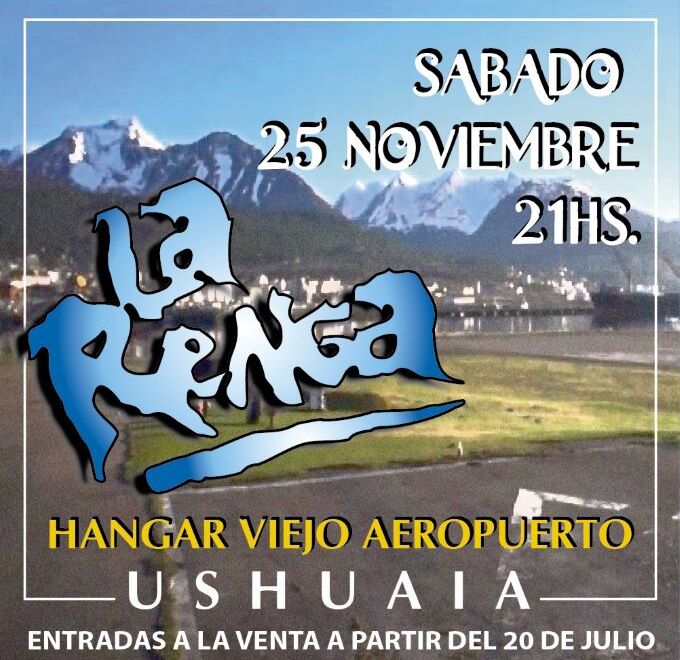 SABADO
25 NOVIEMBRE
21HS.
La
Renga
HANGAR VIEJO AEROPUERTO
USHUAIA
ENTRADAS A LA VENTA A PARTIR DEL 20 DE JULIO